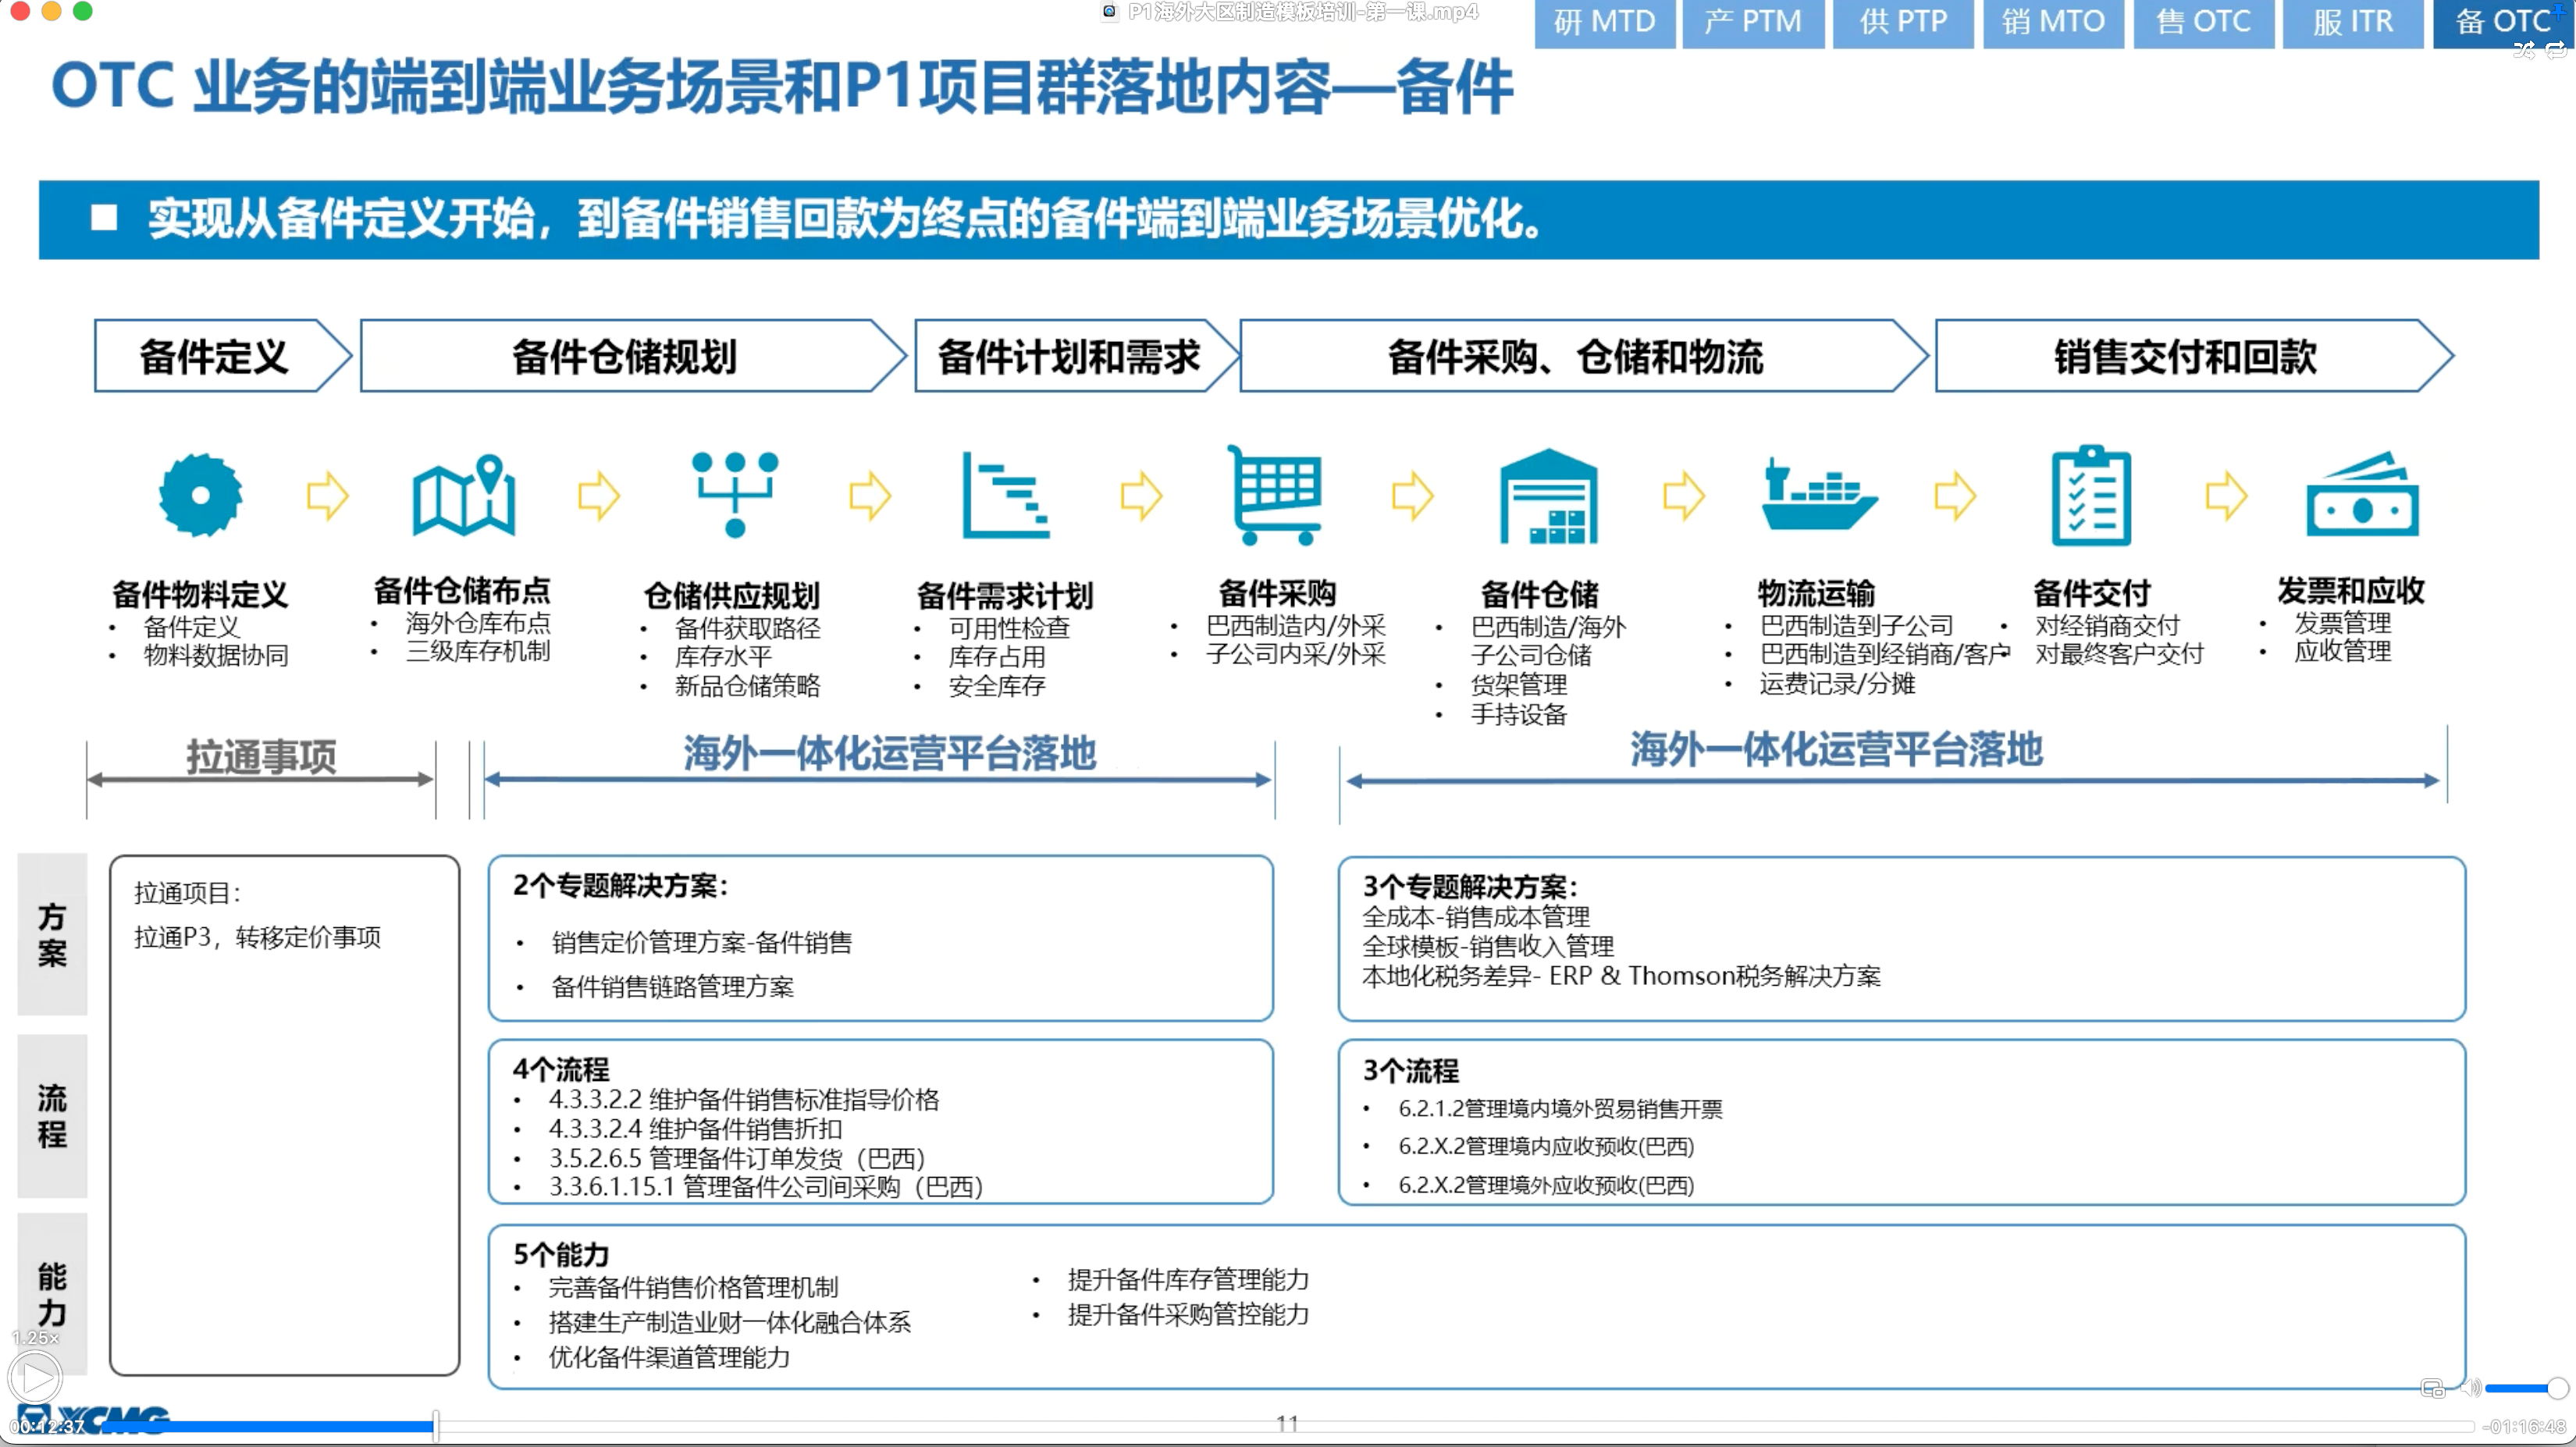 P1海外大区制造模板培训-第一课.mp4
研 MTD
产 PTM
供 PTP
销 MTO
售 OTC
服 ITR
备 OTC
OTC 业务的端到端业务场景和P1项目群落地内容—备件
实现从备件定义开始，到备件销售回款为终点的备件端到端业务场景优化。
备件定义
备件仓储规划
备件计划和需求
备件采购、仓储和物流
销售交付和回款
备件物料定义
• 备件定义
• 物料数据协同
备件仓储布点
• 海外仓库布点
• 三级库存机制
仓储供应规划
• 备件获取路径
• 库存水平
• 新品仓储策略
备件需求计划
• 可用性检查
• 库存占用
• 安全库存
备件采购
• 巴西制造内/外采
• 子公司内采/外采
备件仓储
• 巴西制造/海外
子公司仓储
• 货架管理
• 手持设备
物流运输
• 巴西制造到子公司
• 巴西制造到经销商/客户
• 运费记录/分摊
备件交付
• 对经销商交付
• 对最终客户交付
发票和应收
• 发票管理
• 应收管理
拉通事项
海外一体化运营平台落地
海外一体化运营平台落地
方案
拉通项目：
拉通P3，转移定价事项
2个专题解决方案：
• 销售定价管理方案-备件销售
• 备件销售链路管理方案
3个专题解决方案：
全成本-销售成本管理
全球模板-销售收入管理
本地化税务差异- ERP & Thomson税务解决方案
流程
4个流程
• 4.3.3.2.2 维护备件销售标准指导价格
• 4.3.3.2.4 维护备件销售折扣
• 3.5.2.6.5 管理备件订单发货（巴西）
• 3.3.6.1.15.1 管理备件公司间采购（巴西）
3个流程
• 6.2.1.2管理境内境外贸易销售开票
• 6.2.X.2管理境内应收预收(巴西)
• 6.2.X.2管理境外应收预收(巴西)
能力
5个能力
• 完善备件销售价格管理机制
• 搭建生产制造业财一体化融合体系
• 优化备件渠道管理能力
• 提升备件库存管理能力
• 提升备件采购管控能力
1.25×
XCMG
00:12:37
11
-01:16:48